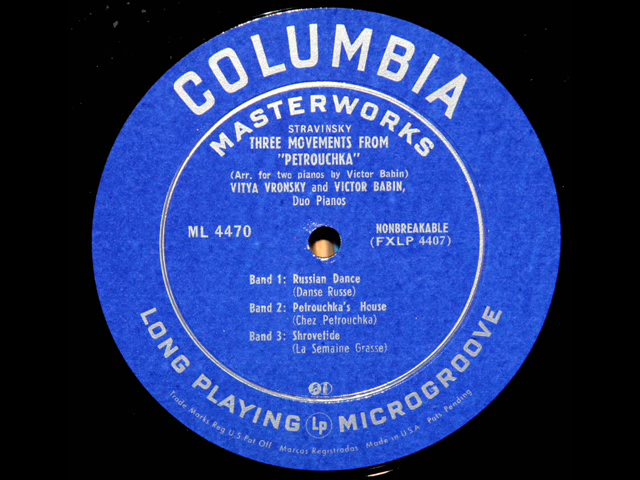 COLUMBIA
MASTERWORKS
STRAVINSKY
THREE MOVEMENTS FROM
"PETROUCHKA"
(Arr. for two pianos by Victor Babin)
VITYA VRONSKY and VICTOR BABIN,
Duo Pianos
ML 4470
NONBREAKABLE
(FXLP 4407)
Band 1: Russian Dance
(Danse Russe)
Band 2: Petrouchka's House
(Chez Petrouchka)
Band 3: Shrovetide
(La Semaine Grasse)
LONG PLAYING Lp MICROGROOVE
Trade Marks Reg U.S. Pat Off Marcas Registradas Made in U.S.A Pats Pending